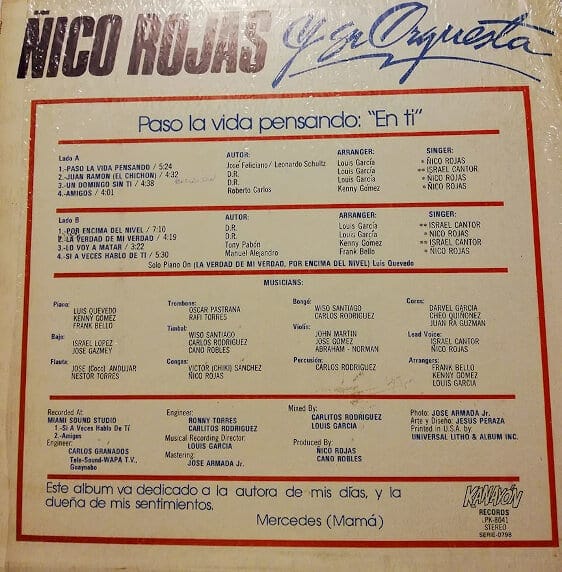 ÑICO ROJAS y su Orquesta
Paso la vida pensando: "En ti"
Lado A AUTOR: ARRANGER: SINGER:
1.-PASO LA VIDA PENSANDO / 5:24 José Feliciano/ Leonardo Schultz Louis García * ÑICO ROJAS
2.-JUAN RAMON (EL CHICHON) / 4:32 D.R. Louis García ** ISRAEL CANTOR
3.-UN DOMINGO SIN TI / 4:38 D.R. Louis García * ÑICO ROJAS
4.-AMIGOS / 4:01 Roberto Carlos Kenny Gómez * ÑICO ROJAS
Lado B AUTOR: ARRANGER: SINGER:
1.-POR ENCIMA DEL NIVEL / 7:10 D.R. Louis García ** ISRAEL CANTOR
2. LA VERDAD DE MI VERDAD / 4:19 D.R. Louis García * ÑICO ROJAS
3.-LO VOY A MATAR / 3:22 Tony Pabón Kenny Gómez ** ISRAEL CANTOR
4.-SI A VECES HABLO DE TI / 5:30 Manuel Alejandro Frank Bello * ÑICO ROJAS
Solo Piano On (LA VERDAD DE MI VERDAD, POR ENCIMA DEL NIVEL) Luis Quevedo
MUSICIANS:
Piano:
LUIS QUEVEDO
KENNY GOMEZ
FRANK BELLO
Bajo:
ISRAEL LOPEZ
JOSE GAZMEY
Flauta:
JOSE (Coco) ANDUJAR
NESTOR TORRES
Trombone:
OSCAR PASTRANA
RAFI TORRES
Timbal:
WISO SANTIAGO
CARLOS RODRIGUEZ
CANO ROBLES
Congas:
VICTOR (CHIKI) SANCHEZ
ÑICO ROJAS
Bongó:
WISO SANTIAGO
CARLOS RODRIGUEZ
Violín:
JOHN MARTIN
JOSE GOMEZ
ABRAHAM - NORMAN
Percusión:
CARLOS RODRIGUEZ
Coros:
DARVEL GARCIA
CHEO QUIÑONEZ
JUAN RA GUZMAN
Lead Voice:
ISRAEL CANTOR
ÑICO ROJAS
Arrangers:
FRANK BELLO
KENNY GOMEZ
LOUIS GARCIA
Recorded At:
MIAMI SOUND STUDIO
1.-Si A Veces Hablo De Tí
2.-Amigos
Engineer:
CARLOS GRANADOS
Tele-Sound-WAPA T.V.,
Guaynabo
Engineer:
RONNY TORRES
CARLITOS RODRIGUEZ
Musical Recording Director:
LOUIS GARCIA
Mastering:
JOSE ARMADA Jr.
Mixed By:
CARLITOS RODRIGUEZ
LOUIS GARCIA
Produced By:
ÑICO ROJAS
CANO ROBLES
Photo: JOSE ARMADA Jr.
Arte y Diseño: JESUS PERAZA
Printed in U.S.A. by:
UNIVERSAL LITHO & ALBUM INC.
Este album va dedicado a la autora de mis días, y la
dueña de mis sentimientos.
Mercedes (Mamá)
KANAYÓN
RECORDS
PK-8041
STEREO
SERIE-0798